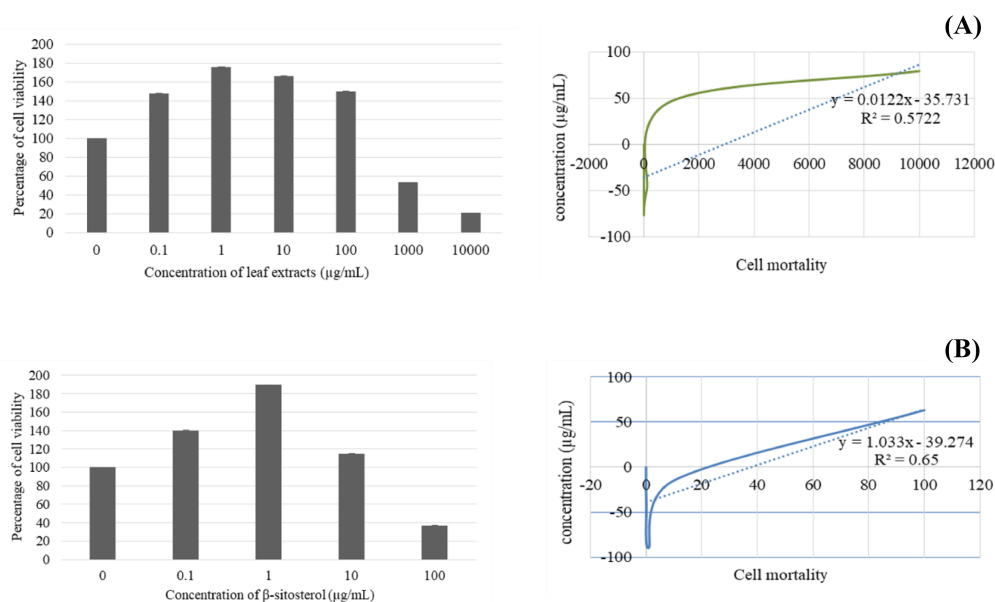 (A)
200
180
160
140
120
100
80
60
40
20
0
Percentage of cell viability
0 0.1 1 10 100 1000 10000
Concentration of leaf extracts (µg/mL)
100
50
0
-50
-100
concentration (µg/mL)
-2000 0 2000 4000 6000 8000 10000 12000
y = 0.0122x - 35.731
R² = 0.5722
Cell mortality
(B)
200
180
160
140
120
100
80
60
40
20
0
Percentage of cell viability
0 0.1 1 10 100
Concentration of β-sitosterol (µg/mL)
100
50
0
-50
-100
concentration (µg/mL)
-20 0 20 40 60 80 100 120
y = 1.033x - 39.274
R² = 0.65
Cell mortality